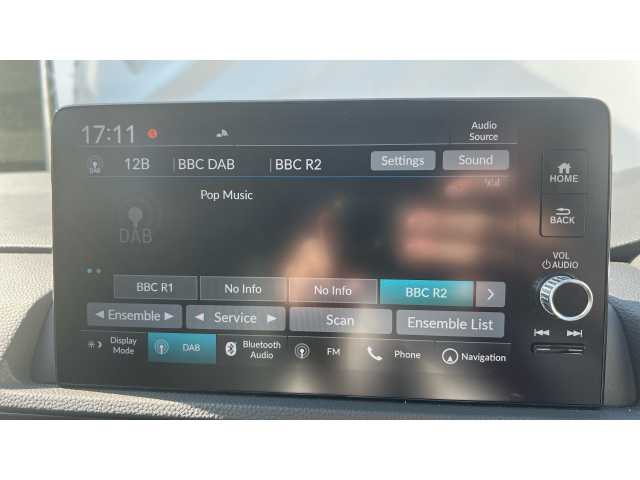 17:11
Audio
Source
DAB 12B BBC DAB BBC R2 Settings Sound
Pop Music
DAB
HOME
BACK
VOL
AUDIO
BBC R1 No Info No Info BBC R2
Ensemble Service Scan Ensemble List
Display
Mode
DAB
Bluetooth
Audio
FM
Phone
Navigation